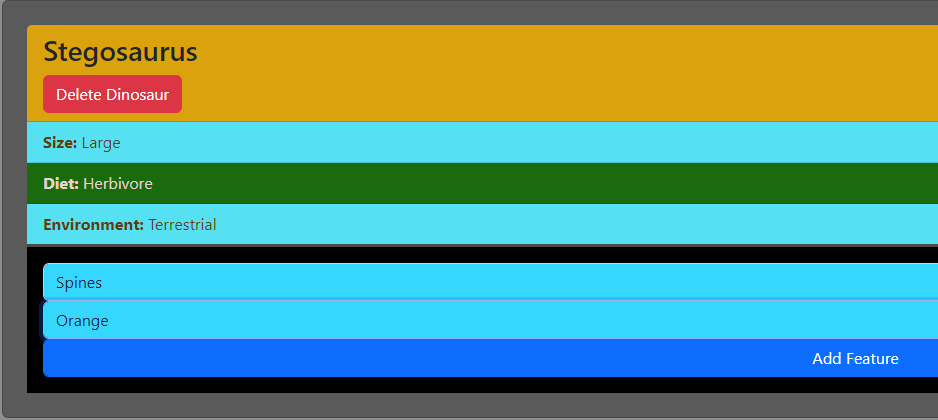 Stegosaurus
Delete Dinosaur
Size: Large
Diet: Herbivore
Environment: Terrestrial
Spines
Orange
Add Feature